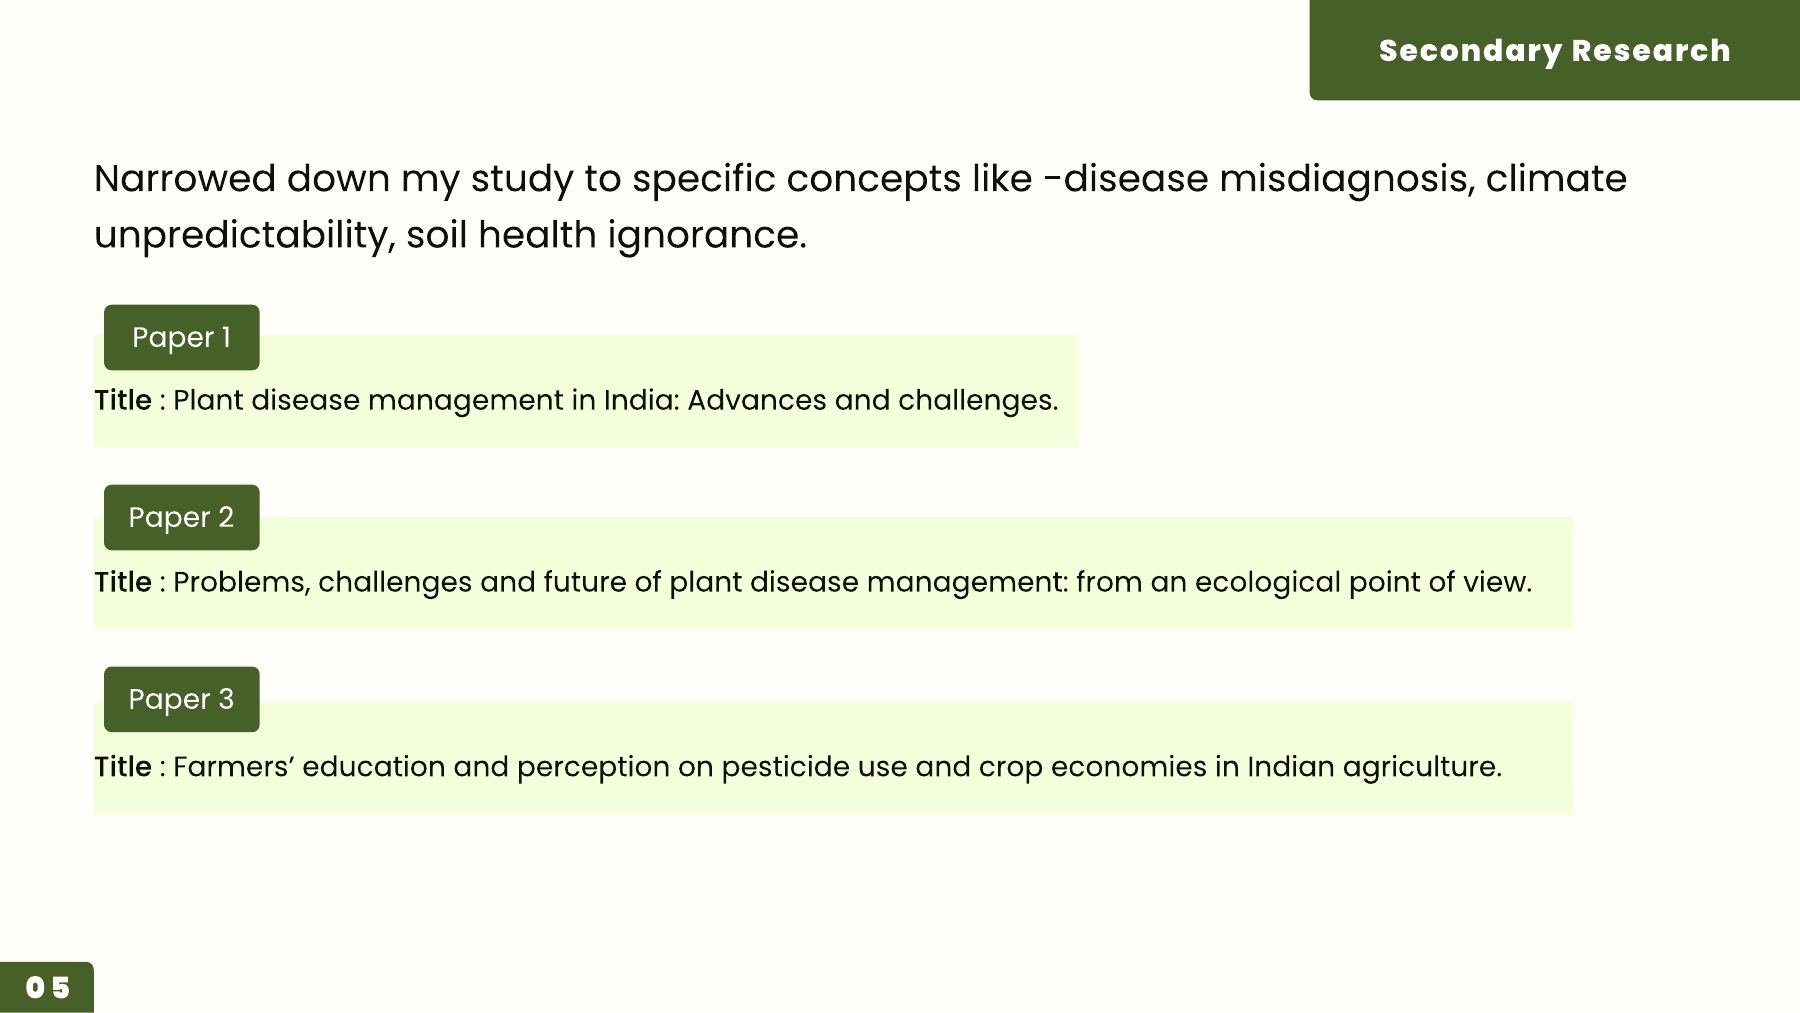 Secondary Research
Narrowed down my study to specific concepts like -disease misdiagnosis, climate
unpredictability, soil health ignorance.
Paper 1
Title : Plant disease management in India: Advances and challenges.
Paper 2
Title : Problems, challenges and future of plant disease management: from an ecological point of view.
Paper 3
Title : Farmers’ education and perception on pesticide use and crop economies in Indian agriculture.
05